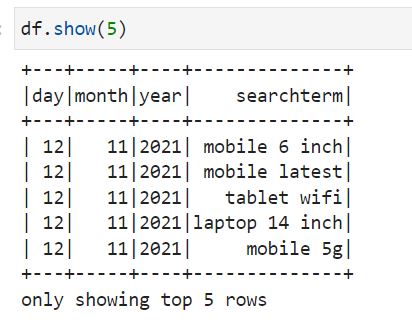 df.show(5)
+---+-----+----+--------------+
|day|month|year|    searchterm|
+---+-----+----+--------------+
| 12|   11|2021| mobile 6 inch|
| 12|   11|2021| mobile latest|
| 12|   11|2021|   tablet wifi|
| 12|   11|2021|laptop 14 inch|
| 12|   11|2021|     mobile 5g|
+---+-----+----+--------------+
only showing top 5 rows